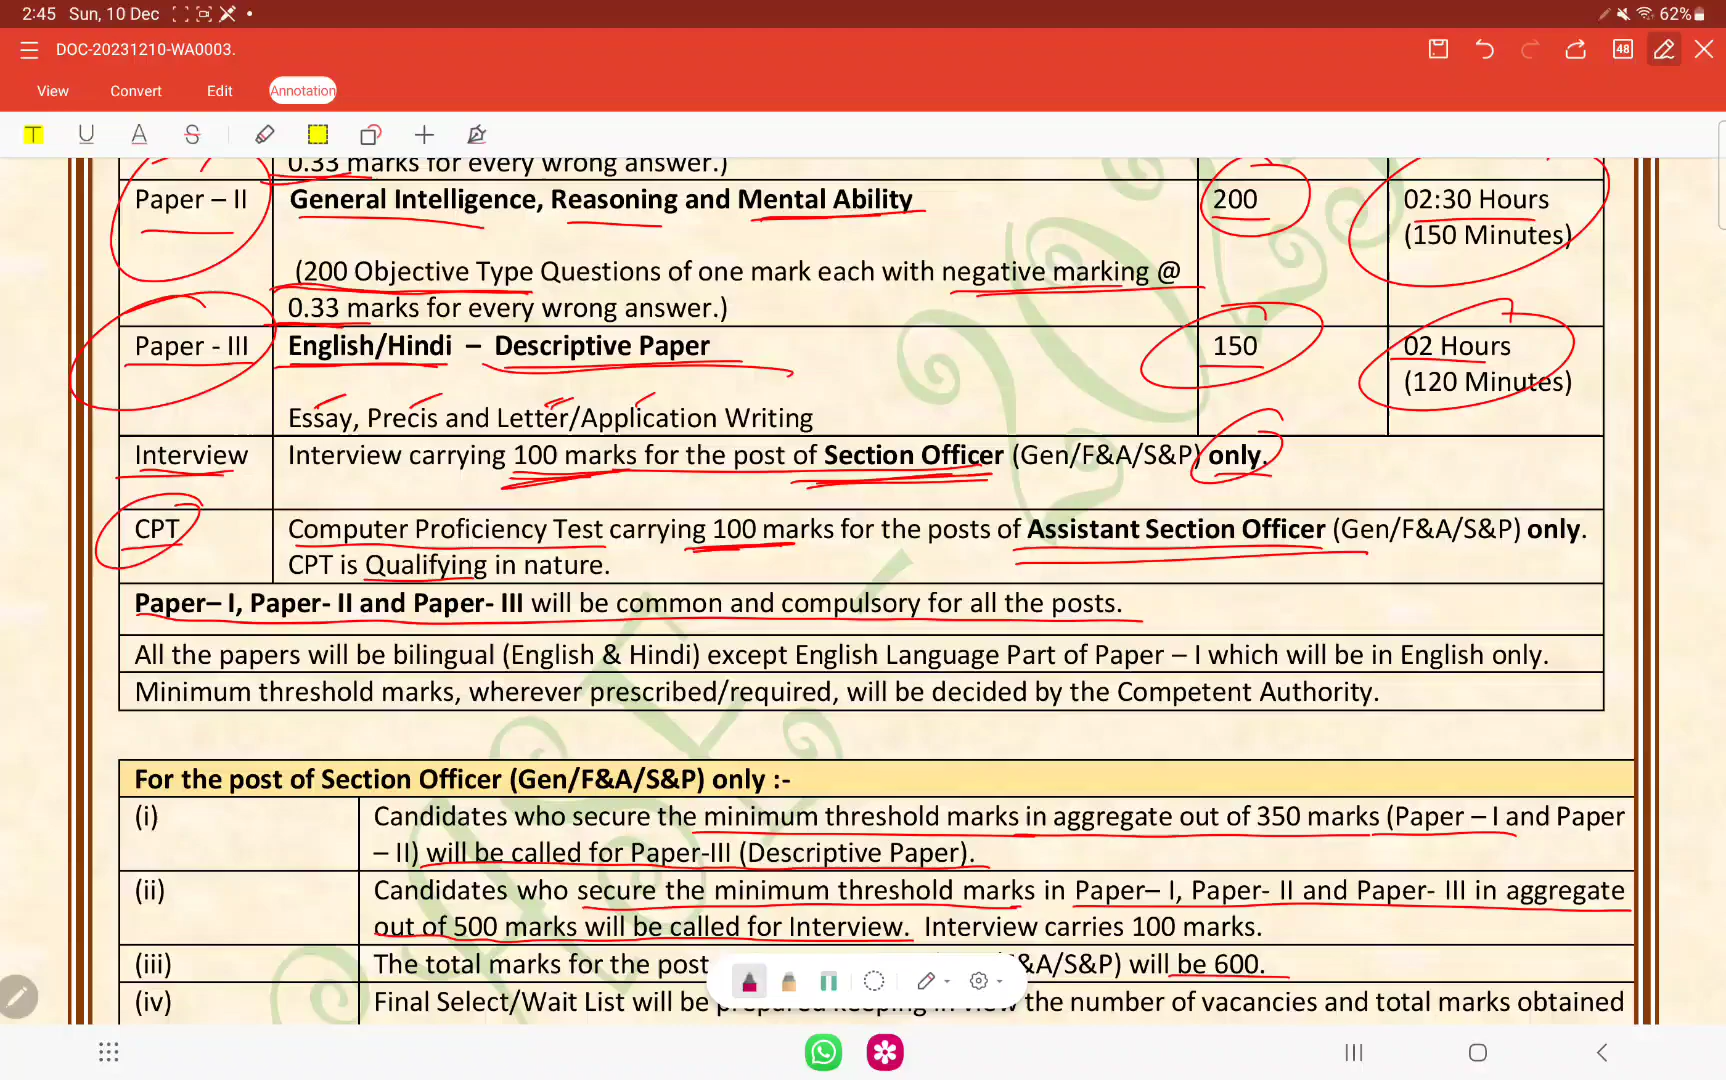 2:45 Sun, 10 Dec
62%
DOC-20231210-WA0003.
48
View Convert Edit Annotation
T U A S
0.33 marks for every wrong answer.)
Paper – II General Intelligence, Reasoning and Mental Ability 200 02:30 Hours
(150 Minutes)
(200 Objective Type Questions of one mark each with negative marking @
0.33 marks for every wrong answer.)
Paper - III English/Hindi – Descriptive Paper 150 02 Hours
(120 Minutes)
Essay, Precis and Letter/Application Writing
Interview Interview carrying 100 marks for the post of Section Officer (Gen/F&A/S&P) only.
CPT Computer Proficiency Test carrying 100 marks for the posts of Assistant Section Officer (Gen/F&A/S&P) only.
CPT is Qualifying in nature.
Paper– I, Paper- II and Paper- III will be common and compulsory for all the posts.
All the papers will be bilingual (English & Hindi) except English Language Part of Paper – I which will be in English only.
Minimum threshold marks, wherever prescribed/required, will be decided by the Competent Authority.
For the post of Section Officer (Gen/F&A/S&P) only :-
(i) Candidates who secure the minimum threshold marks in aggregate out of 350 marks (Paper – I and Paper
– II) will be called for Paper-III (Descriptive Paper).
(ii) Candidates who secure the minimum threshold marks in Paper– I, Paper- II and Paper- III in aggregate
out of 500 marks will be called for Interview. Interview carries 100 marks.
(iii) The total marks for the post &A/S&P) will be 600.
(iv) Final Select/Wait List will be prepared keeping in view the number of vacancies and total marks obtained